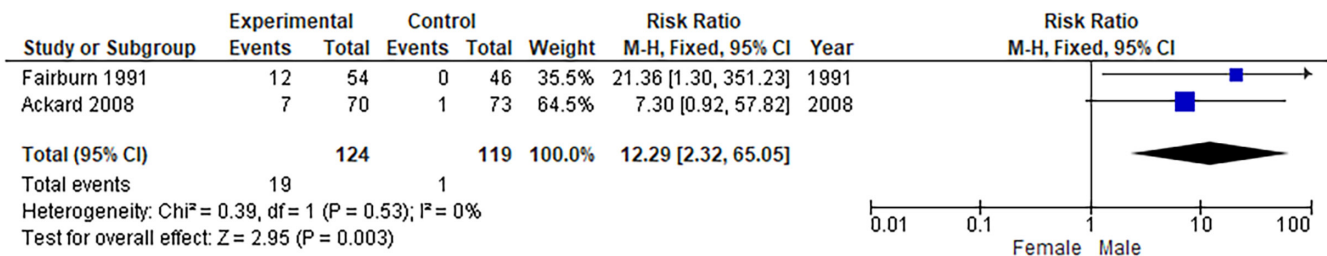 Experimental Control Risk Ratio Risk Ratio
Study or Subgroup Events Total Events Total Weight M-H, Fixed, 95% CI Year M-H, Fixed, 95% CI
Fairburn 1991 12 54 0 46 35.5% 21.36 [1.30, 351.23] 1991
Ackard 2008 7 70 1 73 64.5% 7.30 [0.92, 57.82] 2008
Total (95% CI) 124 119 100.0% 12.29 [2.32, 65.05]
Total events 19 1
Heterogeneity: Chi² = 0.39, df = 1 (P = 0.53); I² = 0%
Test for overall effect: Z = 2.95 (P = 0.003)
0.01 0.1 1 10 100
Female Male